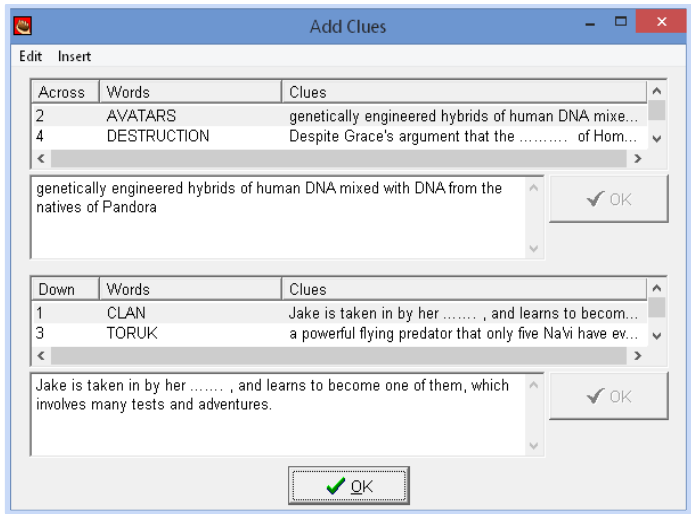 Add Clues
Edit Insert
Across Words Clues
2 AVATARS genetically engineered hybrids of human DNA mixe...
4 DESTRUCTION Despite Grace's argument that the .......... of Hom...
genetically engineered hybrids of human DNA mixed with DNA from the
natives of Pandora
OK
Down Words Clues
1 CLAN Jake is taken in by her ....... , and learns to becom...
3 TORUK a powerful flying predator that only five Na'vi have ev...
Jake is taken in by her ....... , and learns to become one of them, which
involves many tests and adventures.
OK
OK